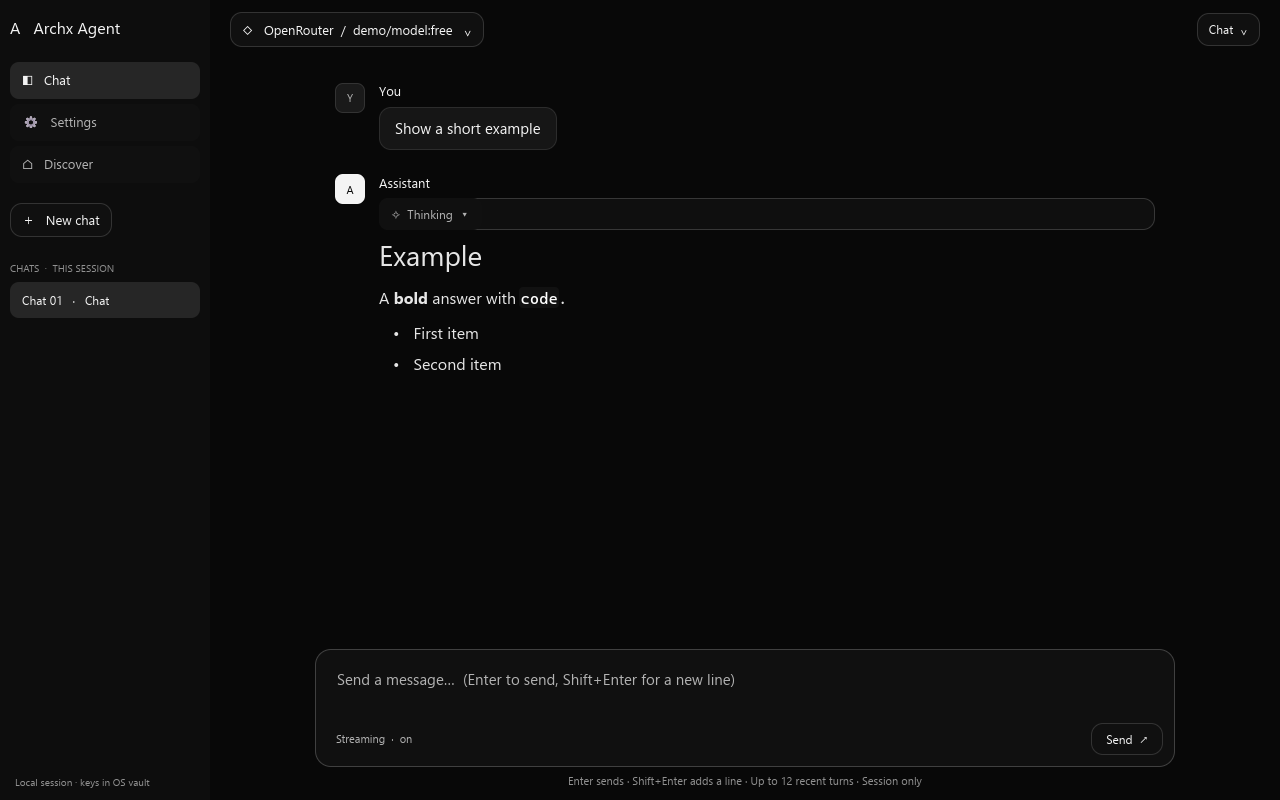 A Archx Agent
Chat
Settings
Discover
+ New chat
CHATS · THIS SESSION
Chat 01 · Chat
Local session · keys in OS vault
OpenRouter / demo/model:free
Chat
Y
You
Show a short example
A
Assistant
Thinking
Example
A bold answer with code.
• First item
• Second item
Send a message... (Enter to send, Shift+Enter for a new line)
Streaming · on
Send ↗
Enter sends · Shift+Enter adds a line · Up to 12 recent turns · Session only